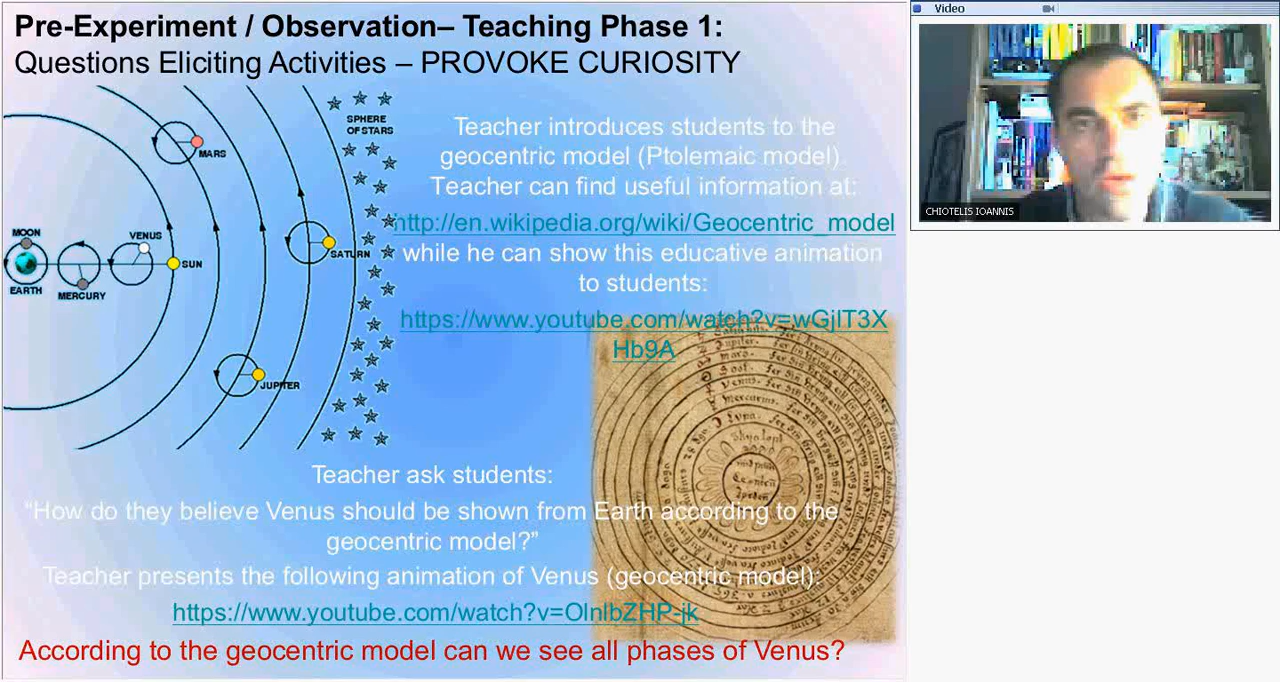 Pre-Experiment / Observation– Teaching Phase 1:
Questions Eliciting Activities – PROVOKE CURIOSITY
SPHERE
OF STARS
MARS
MOON
VENUS
SUN
SATURN
EARTH
MERCURY
JUPITER
Teacher introduces students to the
geocentric model (Ptolemaic model).
Teacher can find useful information at:
http://en.wikipedia.org/wiki/Geocentric_model
while he can show this educative animation
to students:
https://www.youtube.com/watch?v=wGjlT3X
Hb9A
Teacher ask students:
“How do they believe Venus should be shown from Earth according to the
geocentric model?”
Teacher presents the following animation of Venus (geocentric model):
https://www.youtube.com/watch?v=OlnlbZHP-jk
According to the geocentric model can we see all phases of Venus?
Video
CHIOTELIS IOANNIS